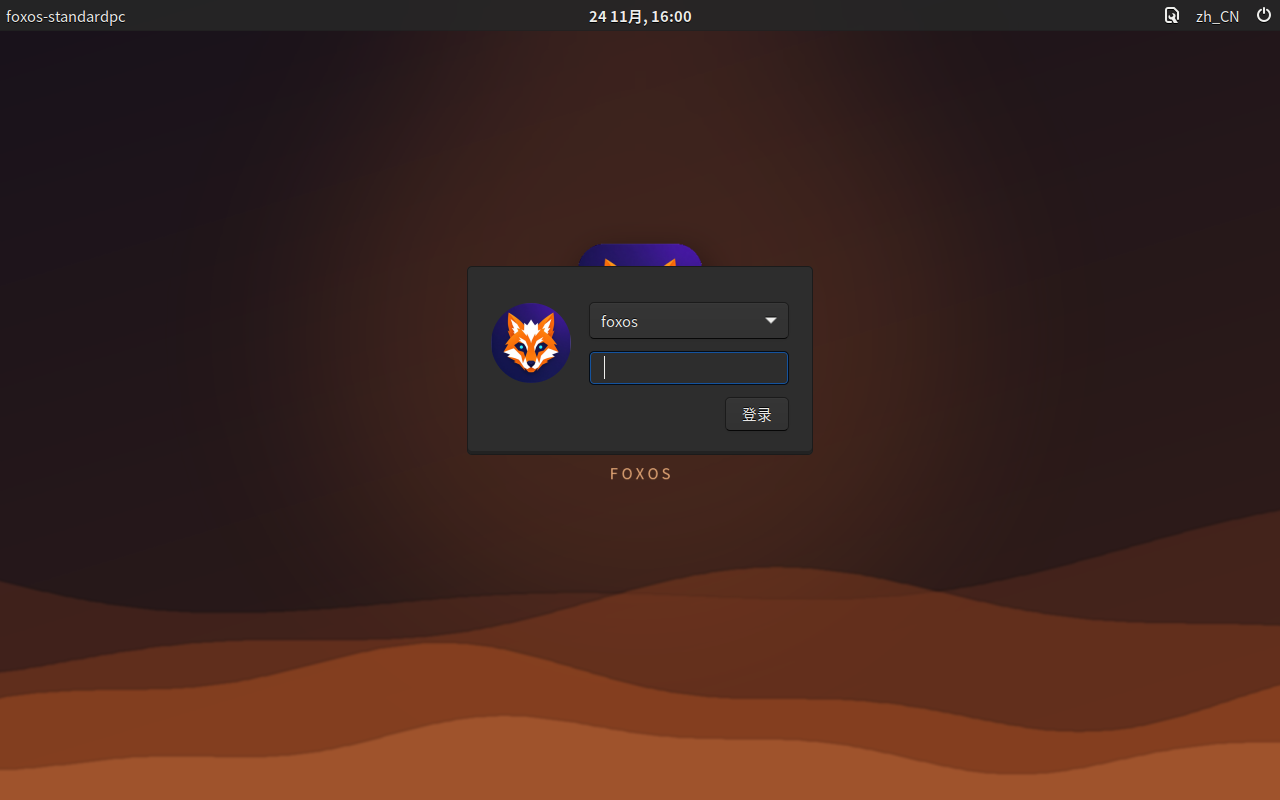 foxos-standardpc
24 11月, 16:00
zh_CN
foxos
登录
FOXOS